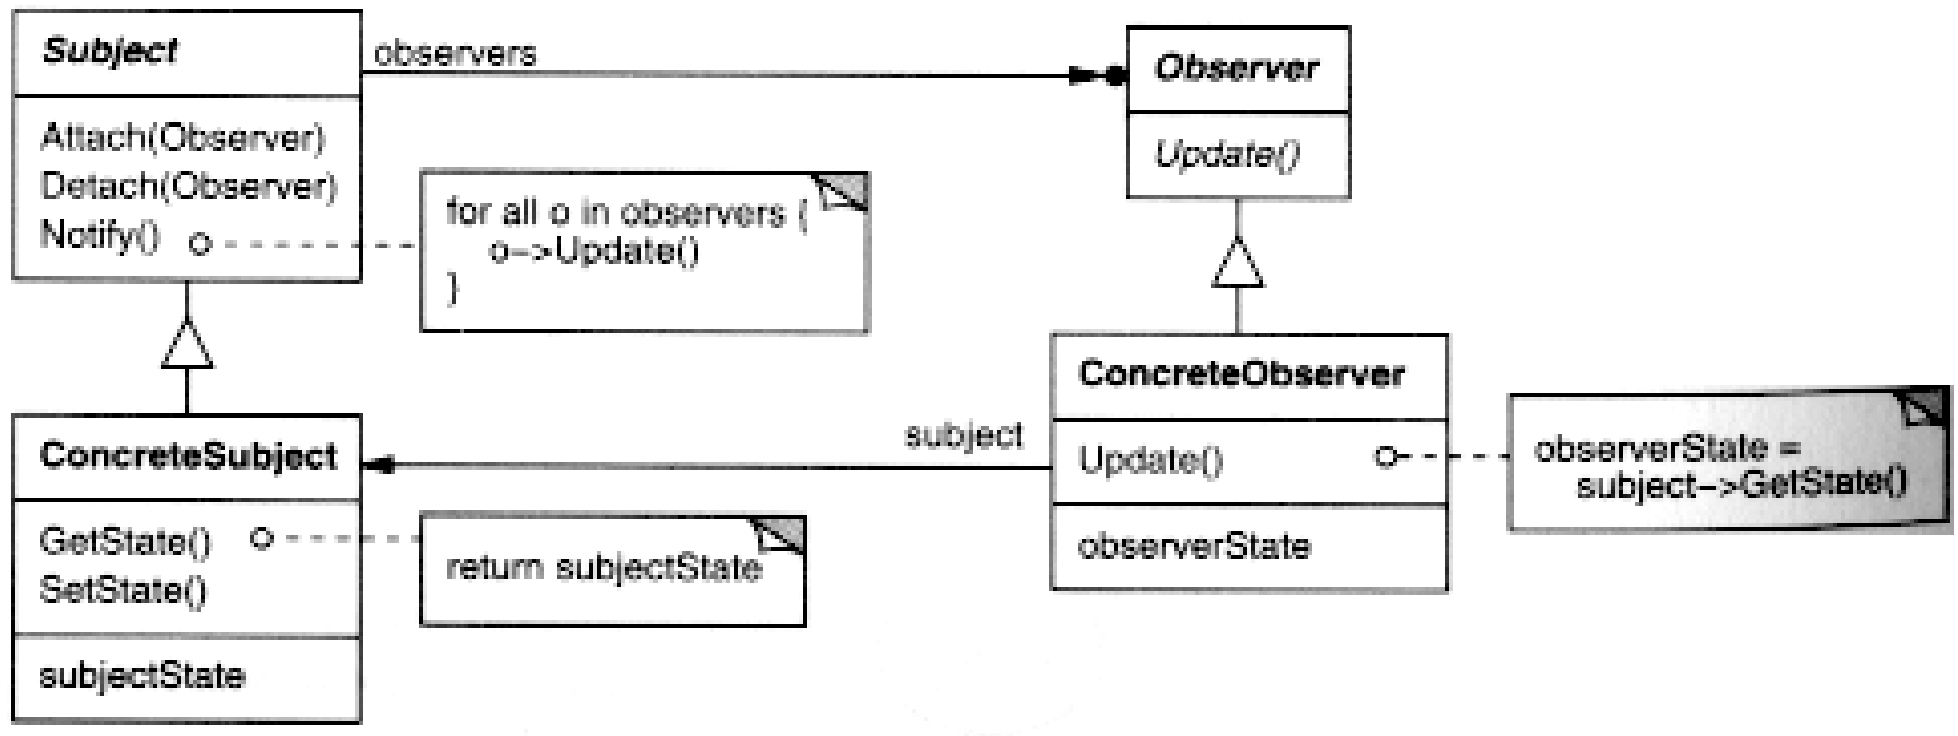 Subject
observers
Observer
Attach(Observer)
Detach(Observer)
Notify()
Update()
for all o in observers {
o->Update()
}
ConcreteObserver
Update()
observerState
observerState =
subject->GetState()
subject
ConcreteSubject
GetState()
SetState()
subjectState
return subjectState